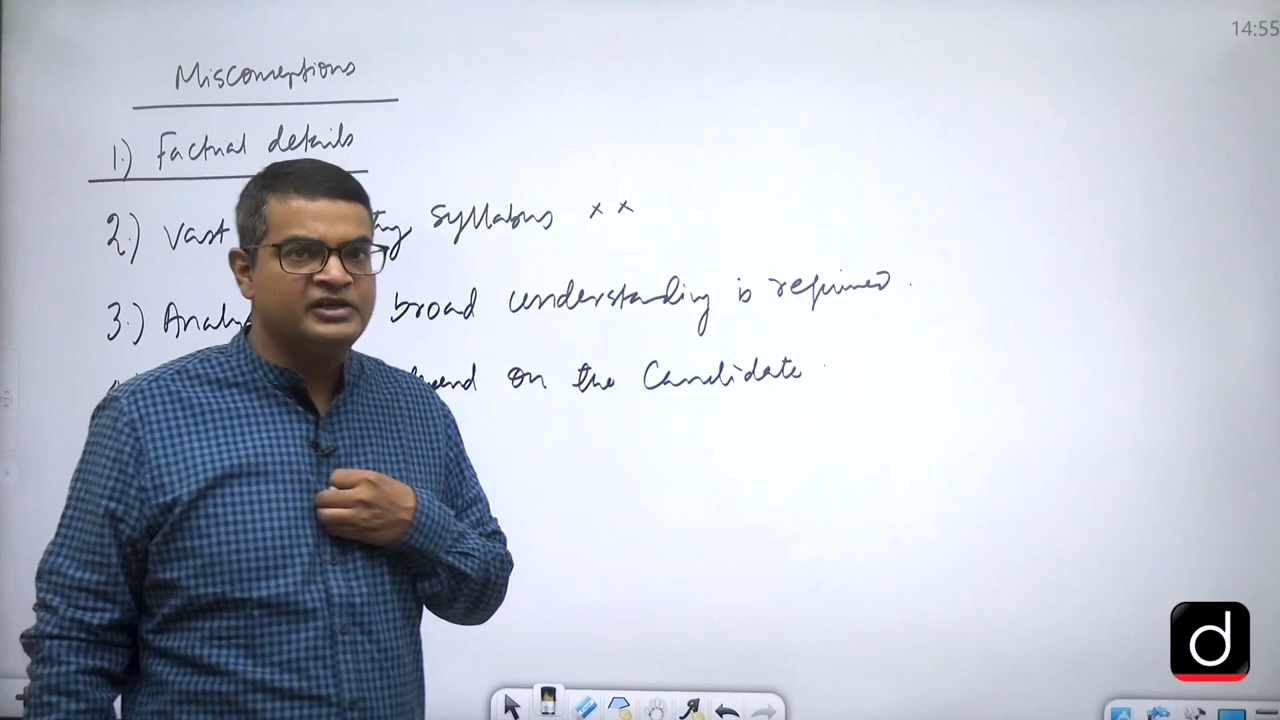 14:55
Misconceptions
1.) Factual details
2.) Vast syllabus x x
3.) broad understanding is required.
on the Candidate.
d